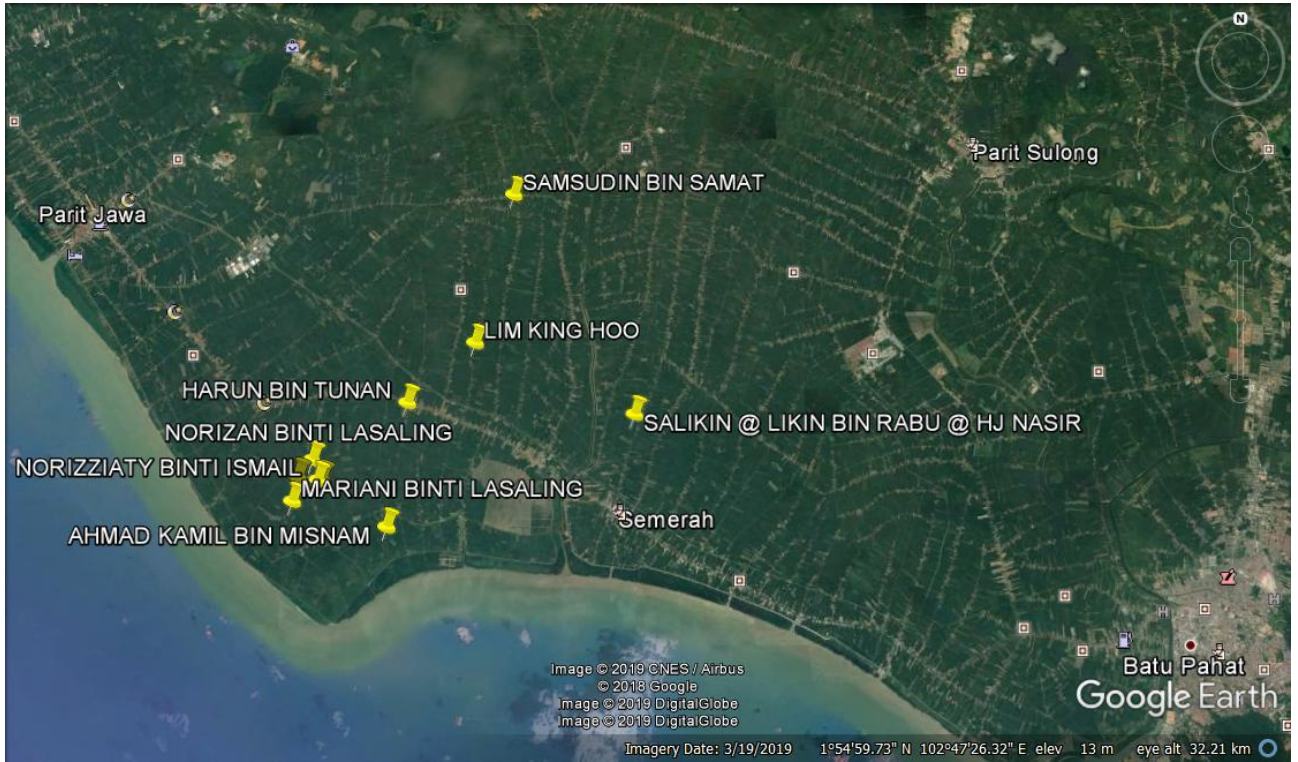 N
Parit Sulong
SAMSUDIN BIN SAMAT
Parit Jawa
LIM KING HOO
HARUN BIN TUNAN
SALIKIN @ LIKIN BIN RABU @ HJ NASIR
NORIZAN BINTI LASALING
NORIZZIATY BINTI ISMAIL
MARIANI BINTI LASALING
Semerah
AHMAD KAMIL BIN MISNAM
Batu Pahat
Image © 2019 CNES / Airbus
© 2018 Google
Image © 2019 DigitalGlobe
Image © 2019 DigitalGlobe
Google Earth
Imagery Date: 3/19/2019 1°54'59.73" N 102°47'26.32" E elev 13 m eye alt 32.21 km